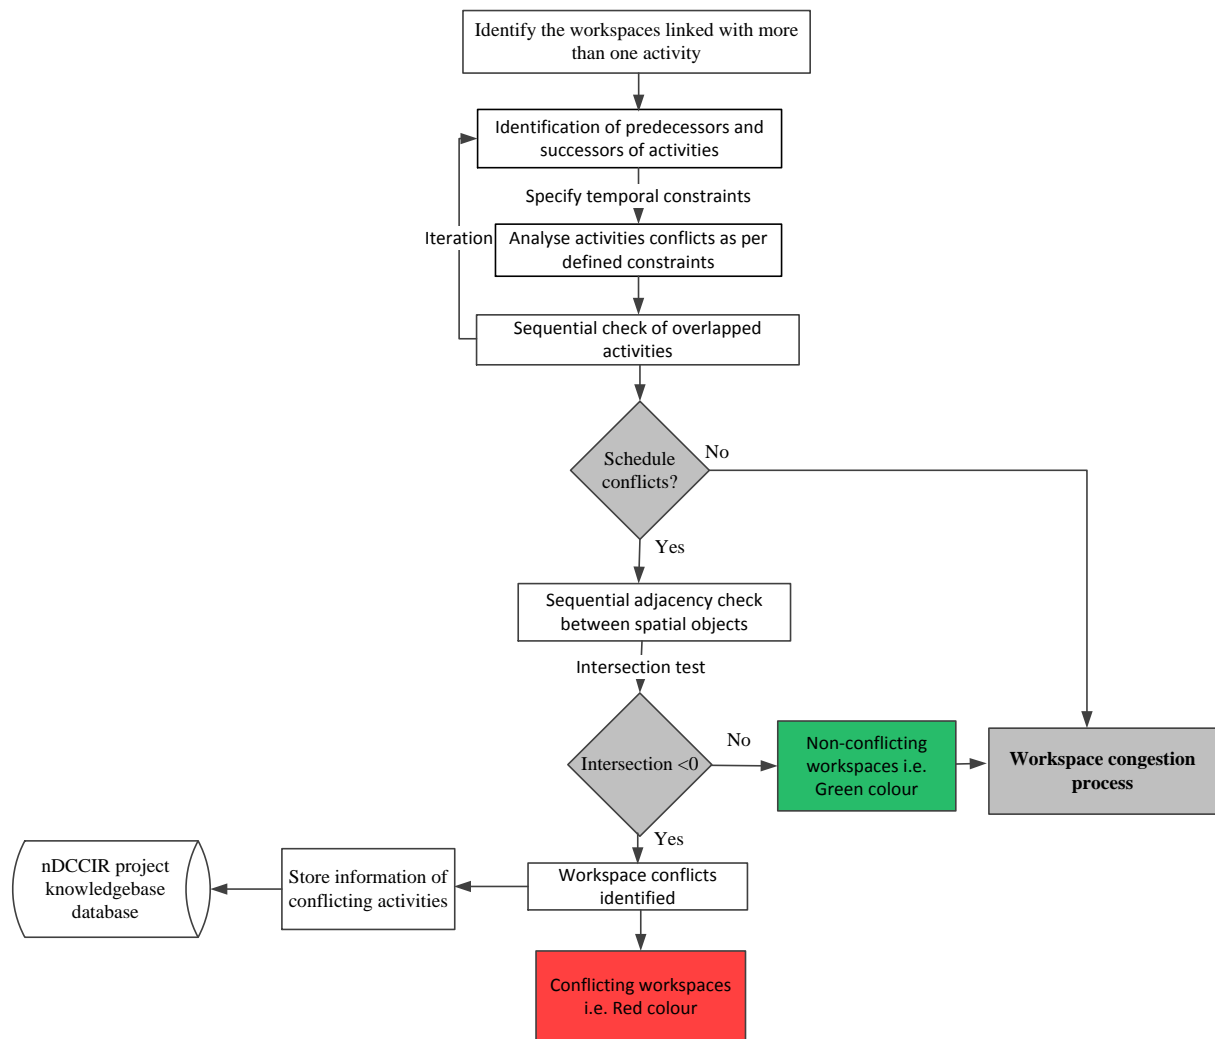 Identify the workspaces linked with more
than one activity
Identification of predecessors and
successors of activities
Specify temporal constraints
Iteration
Analyse activities conflicts as per
defined constraints
Sequential check of overlapped
activities
Schedule
conflicts?
No
Yes
Sequential adjacency check
between spatial objects
Intersection test
Intersection <0
No
Non-conflicting
workspaces i.e.
Green colour
Workspace congestion
process
Yes
Workspace conflicts
identified
Store information of
conflicting activities
nDCCIR project
knowledgebase
database
Conflicting workspaces
i.e. Red colour